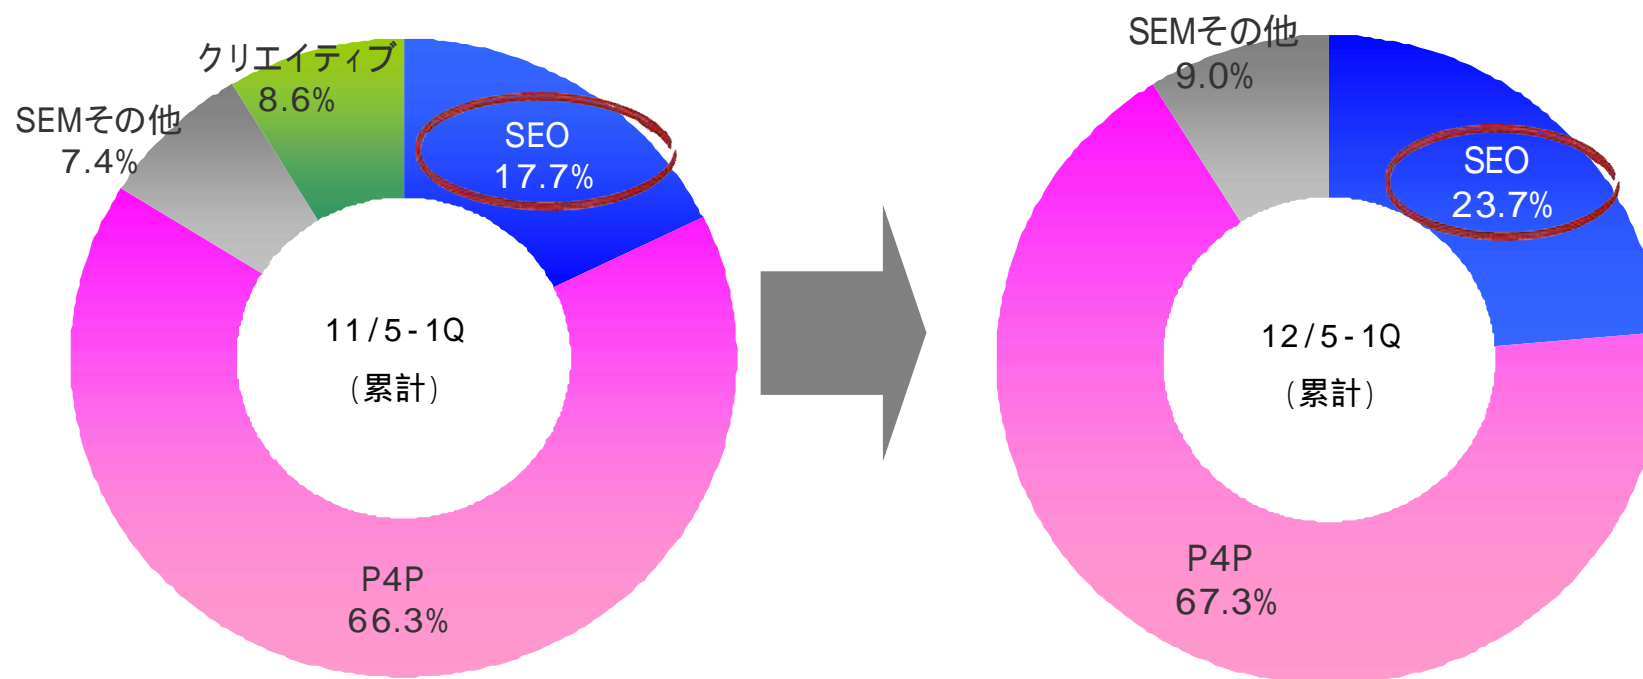 クリエイティブ
8.6%
SEMその他
7.4%
SEO
17.7%
11/5-1Q
(累計)
P4P
66.3%
SEMその他
9.0%
SEO
23.7%
12/5-1Q
(累計)
P4P
67.3%